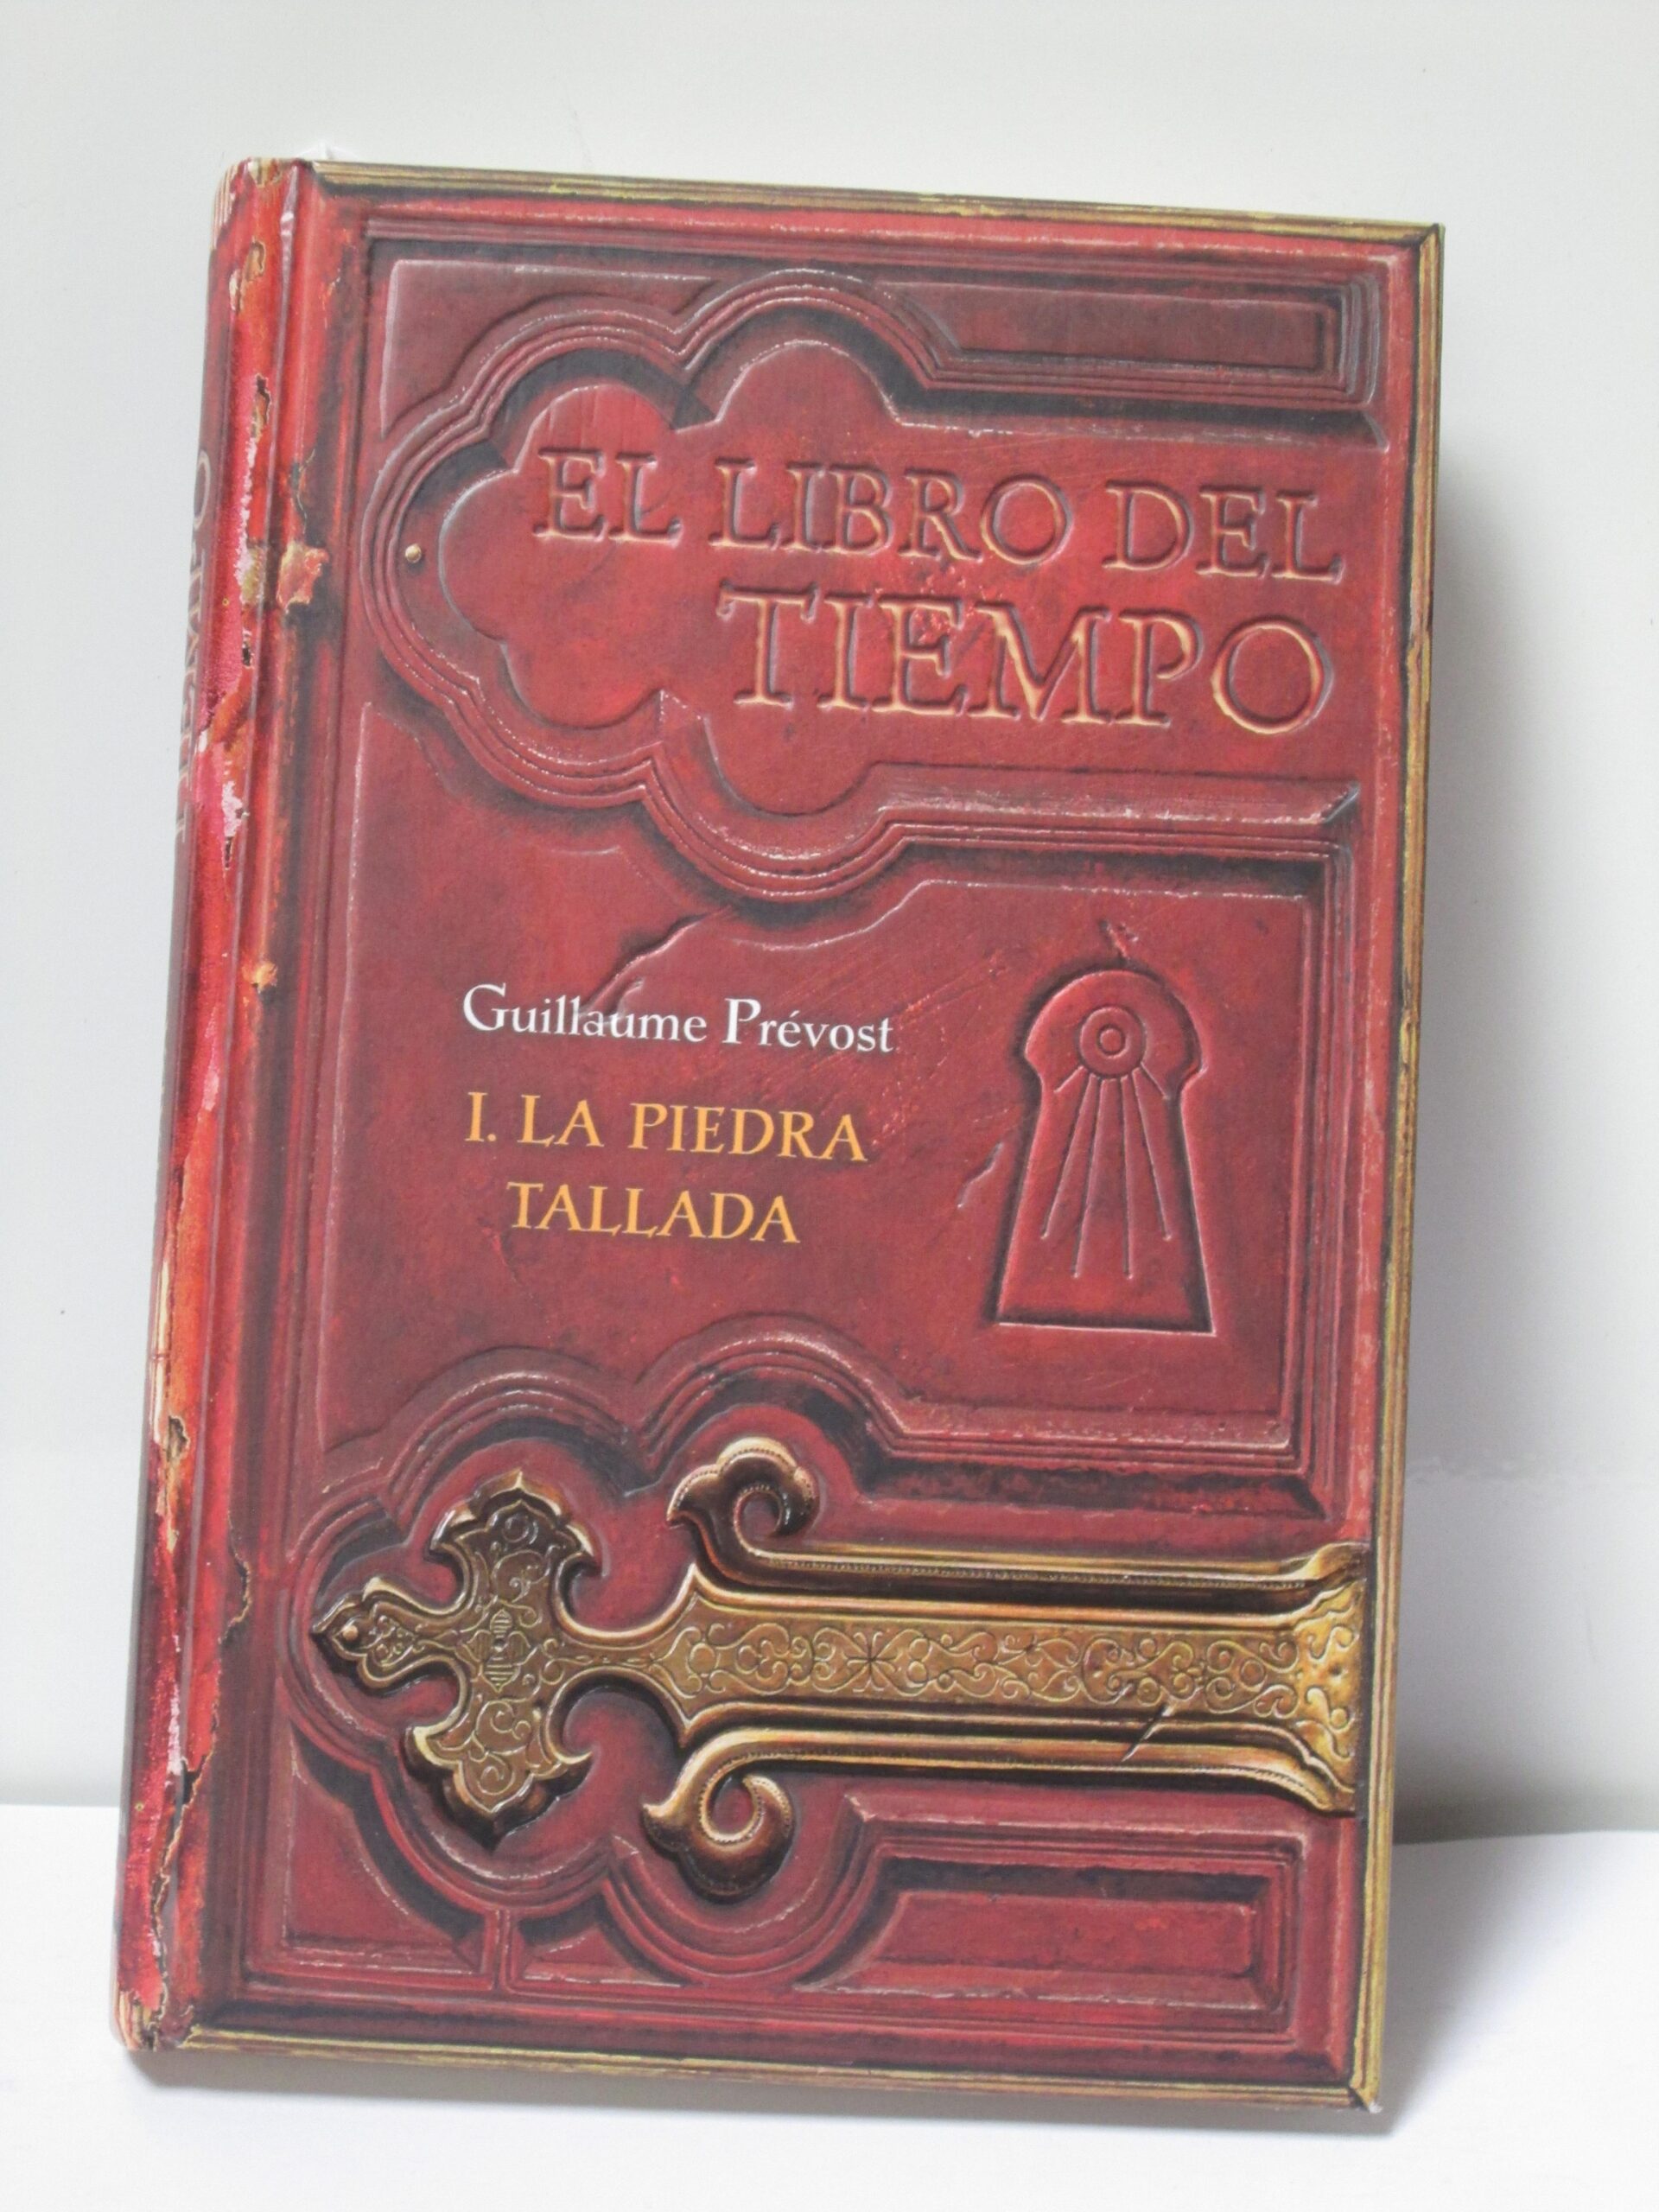 EL LIBRO DEL
TIEMPO
Guillaume Prévost
I. LA PIEDRA
TALLADA